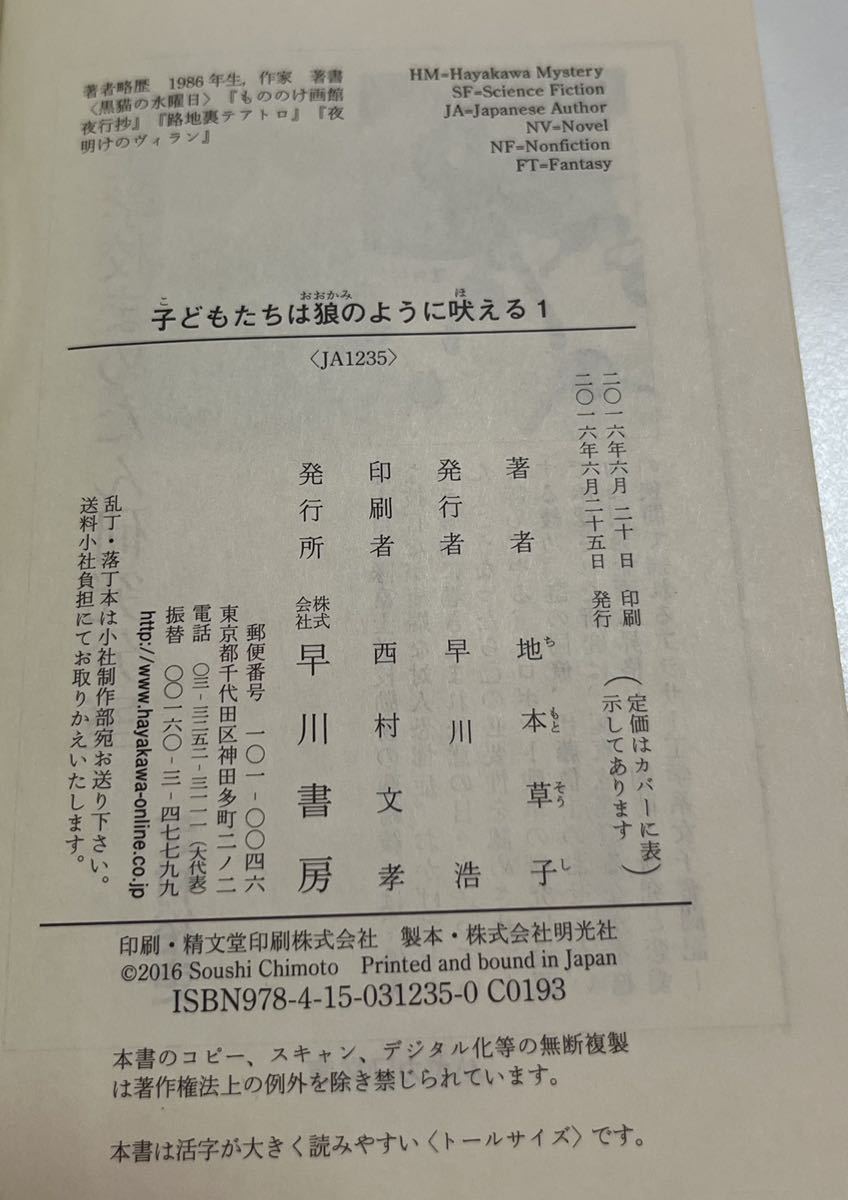 著者略歴 1986年生,作家 著書
〈黒猫の水曜日〉『もののけ画館
夜行抄』『路地裏テアトロ』『夜
明けのヴィラン』
HM=Hayakawa Mystery
SF=Science Fiction
JA=Japanese Author
NV=Novel
NF=Nonfiction
FT=Fantasy
こ おおかみ ほ
子どもたちは狼のように吠える1
〈JA1235〉
二〇一六年六月 二十 日 印刷
二〇一六年六月二十五日 発行
(定価はカバーに表
示してあります)
著者 地本草子
ち もと そう し
発行者 早川 浩
印刷者 西村文孝
発行所 株式会社 早川書房
郵便番号 一〇一-〇〇四六
東京都千代田区神田多町二ノ二
電話 〇三-三二五二-三一一一(大代表)
振替 〇〇一六〇-三-四七七九九
http://www.hayakawa-online.co.jp
乱丁・落丁本は小社制作部宛お送り下さい。
送料小社負担にてお取りかえいたします。
印刷・精文堂印刷株式会社 製本・株式会社明光社
©2016 Soushi Chimoto Printed and bound in Japan
ISBN978-4-15-031235-0 C0193
本書のコピー、スキャン、デジタル化等の無断複製
は著作権法上の例外を除き禁じられています。
本書は活字が大きく読みやすい〈トールサイズ〉です。